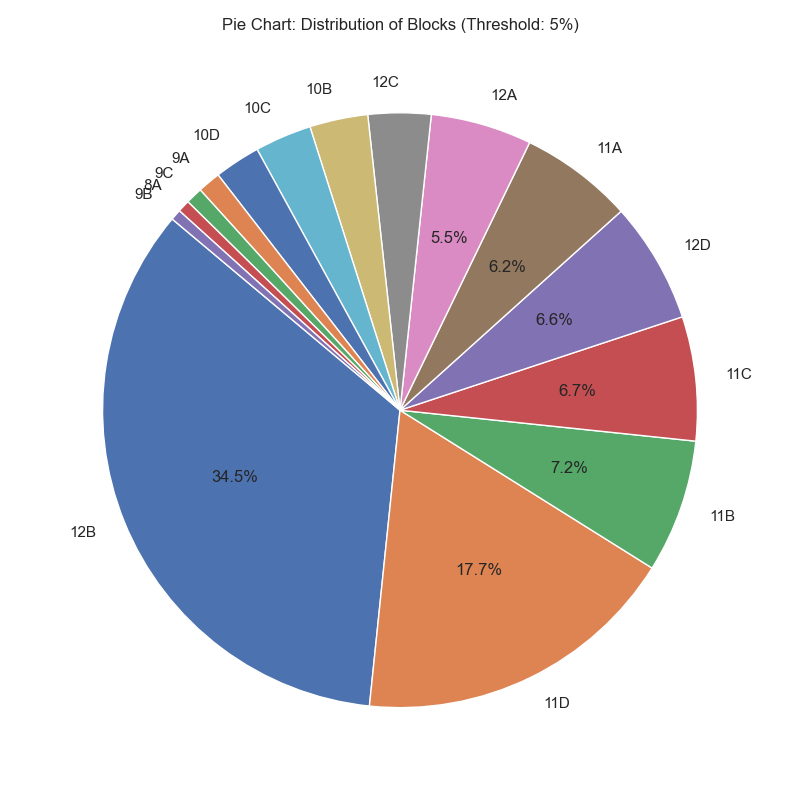 Pie Chart: Distribution of Blocks (Threshold: 5%)
12C
10B
12A
10C
10D
11A
9A
9C
8A
9B
5.5%
12D
6.2%
6.6%
11C
6.7%
7.2%
34.5%
11B
12B
17.7%
11D